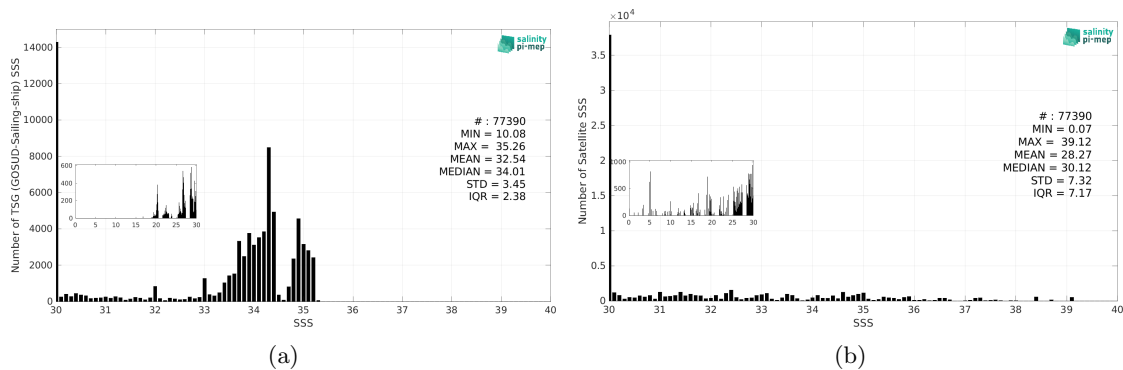 salinity
pi-mep
Number of TSG (GOSUD-Sailing-ship) SSS
14000
12000
10000
8000
6000
4000
2000
0
# : 77390
MIN = 10.08
MAX = 35.26
MEAN = 32.54
MEDIAN = 34.01
STD = 3.45
IQR = 2.38
600
400
200
0
0 5 10 15 20 25 30
30 31 32 33 34 35 36 37 38 39 40
SSS
(a)
×10⁴
salinity
pi-mep
Number of Satellite SSS
3.5
3
2.5
2
1.5
1
0.5
0
# : 77390
MIN = 0.07
MAX = 39.12
MEAN = 28.27
MEDIAN = 30.12
STD = 7.32
IQR = 7.17
1000
500
0
0 5 10 15 20 25 30
30 31 32 33 34 35 36 37 38 39 40
SSS
(b)